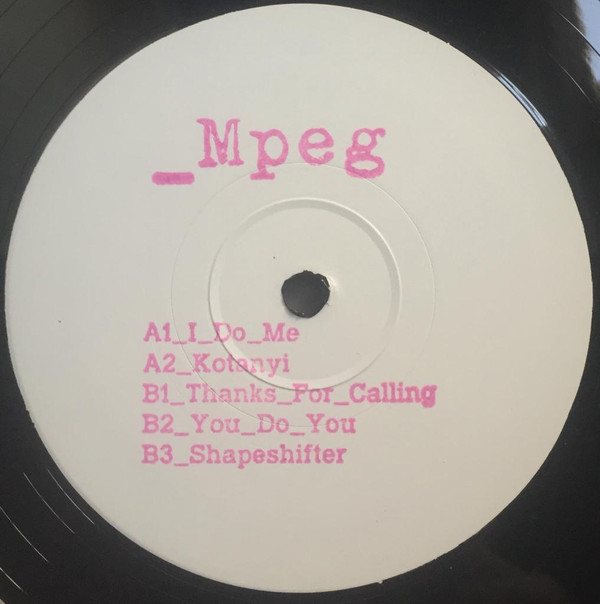 _Mpeg
A1_I_Do_Me
A2_Kotanyi
B1_Thanks_For_Calling
B2_You_Do_You
B3_Shapeshifter